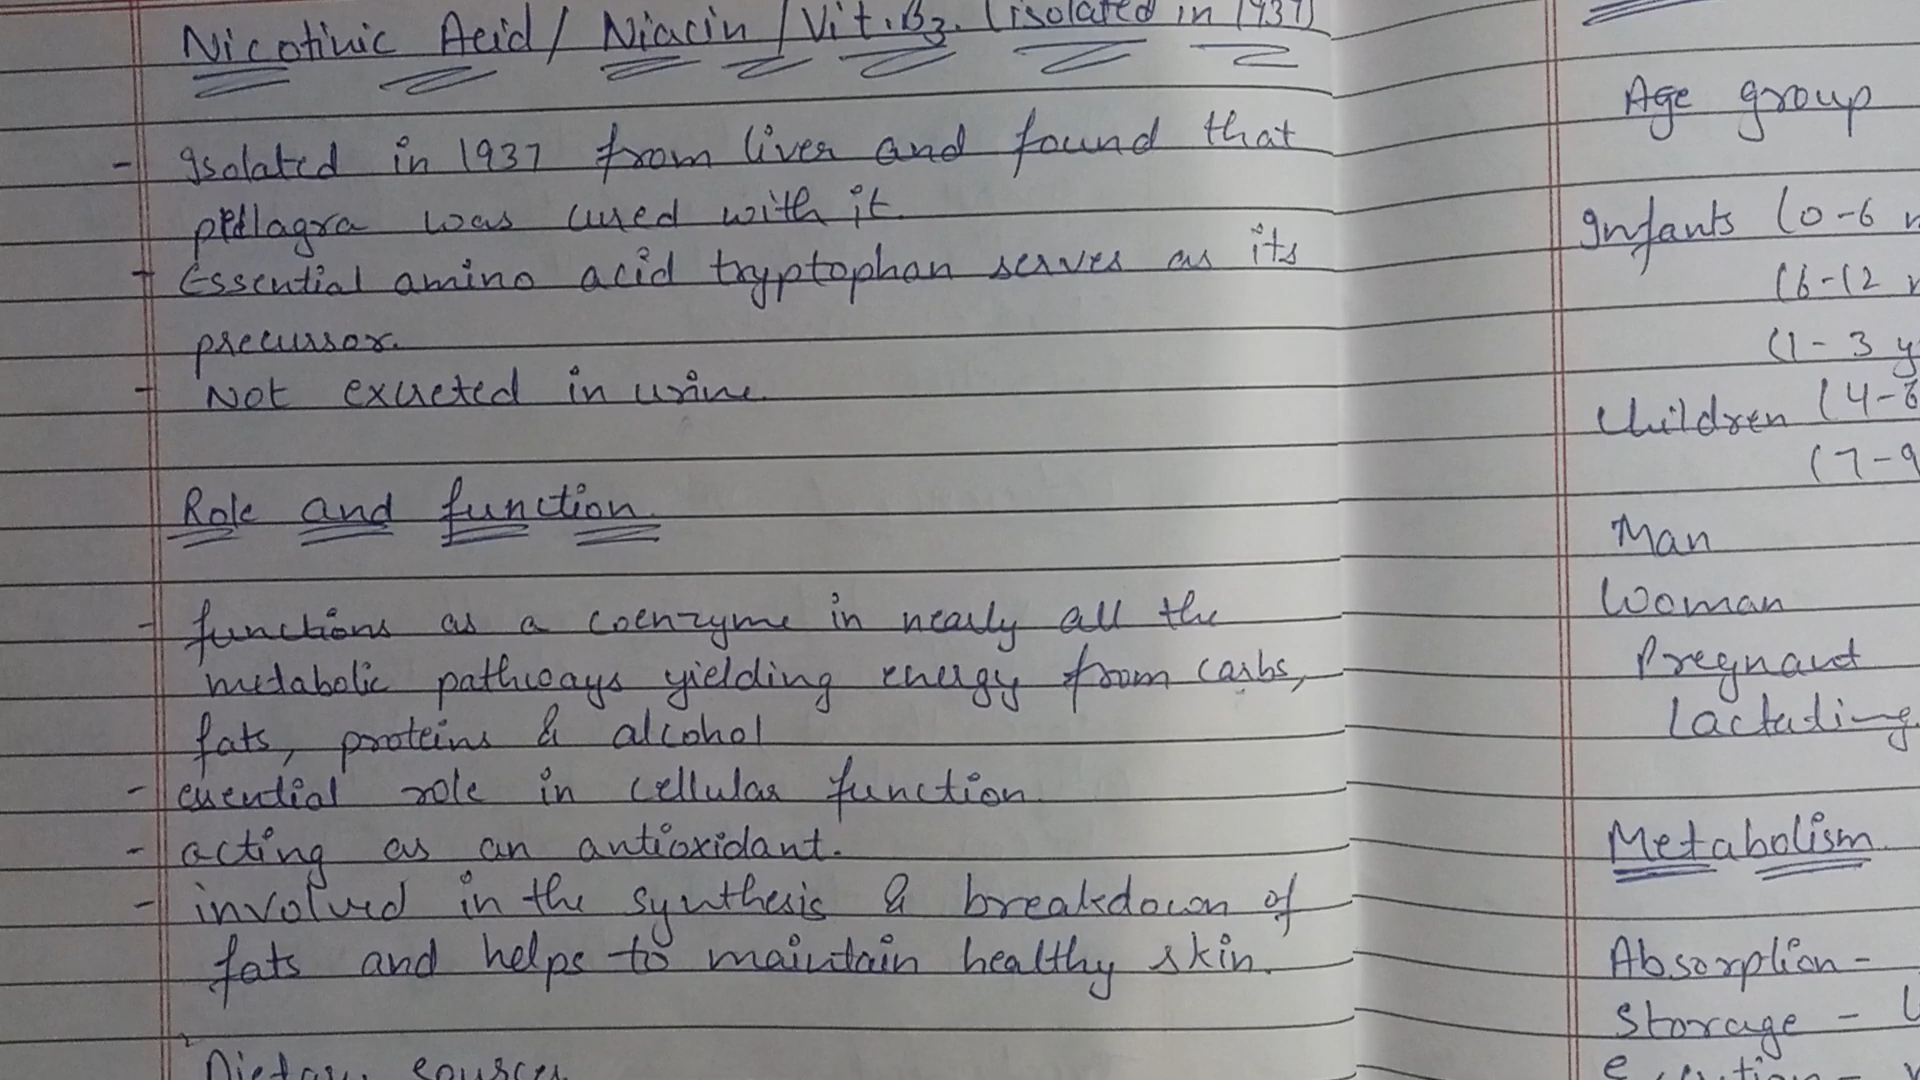 Nicotinic Acid / Niacin / Vit. B3. (isolated in 1937)
- Isolated in 1937 from liver and found that
pellagra was cured with it.
- Essential amino acid tryptophan serves as its
precursor.
- Not excreted in urine.
Role and function
- functions as a coenzyme in nearly all the
metabolic pathways yielding energy from carbs,
fats, proteins & alcohol
- essential role in cellular function.
- acting as an antioxidant.
- involved in the synthesis & breakdown of
fats and helps to maintain healthy skin.
Dietary sources
Age group
Infants (0-6
(6-12
(1-3 y
Children (4-6
(7-9
Man
Woman
Pregnant
Lactating
Metabolism
Absorption -
Storage -